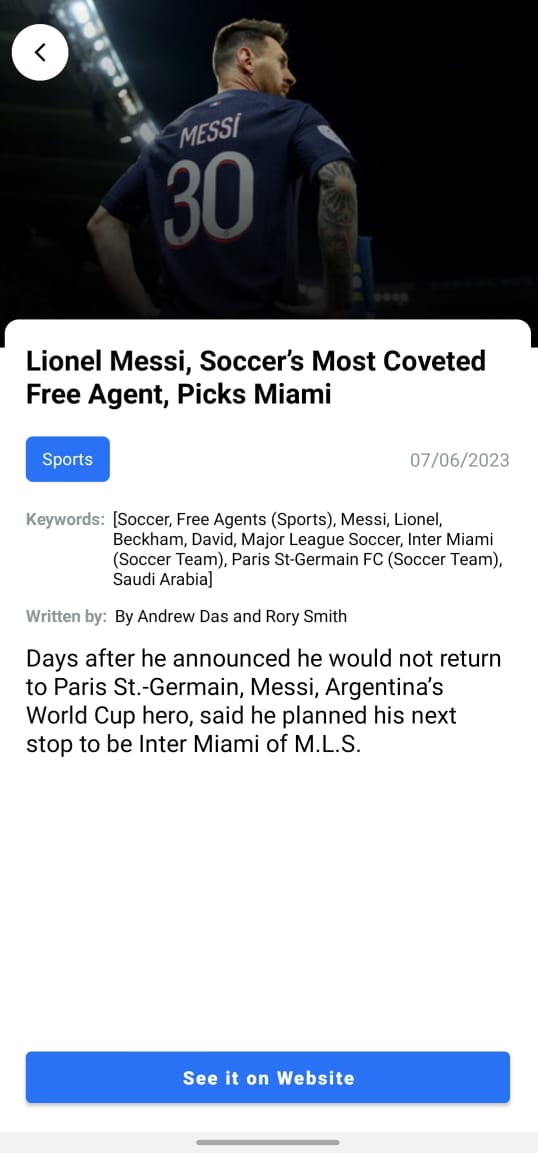 MESSI
30
Lionel Messi, Soccer’s Most Coveted
Free Agent, Picks Miami
Sports
07/06/2023
Keywords: [Soccer, Free Agents (Sports), Messi, Lionel,
Beckham, David, Major League Soccer, Inter Miami
(Soccer Team), Paris St-Germain FC (Soccer Team),
Saudi Arabia]
Written by: By Andrew Das and Rory Smith
Days after he announced he would not return
to Paris St.-Germain, Messi, Argentina’s
World Cup hero, said he planned his next
stop to be Inter Miami of M.L.S.
See it on Website